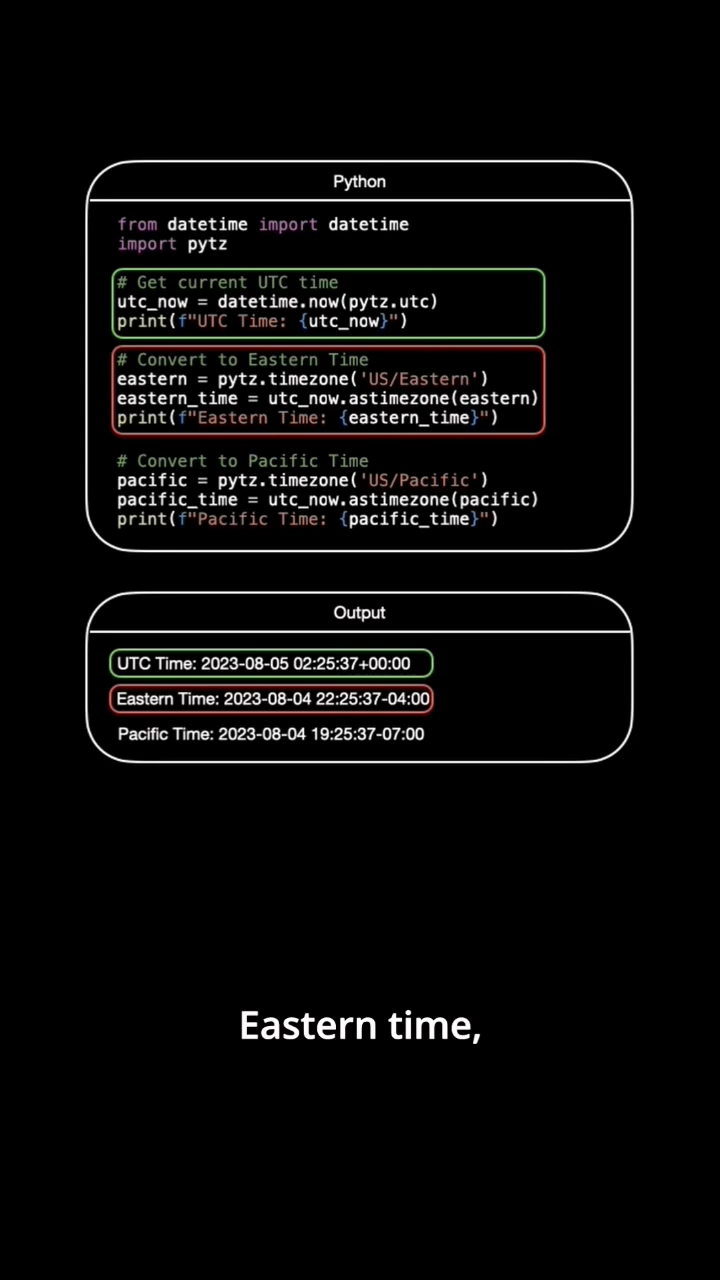 Python
from datetime import datetime
import pytz
# Get current UTC time
utc_now = datetime.now(pytz.utc)
print(f"UTC Time: {utc_now}")
# Convert to Eastern Time
eastern = pytz.timezone('US/Eastern')
eastern_time = utc_now.astimezone(eastern)
print(f"Eastern Time: {eastern_time}")
# Convert to Pacific Time
pacific = pytz.timezone('US/Pacific')
pacific_time = utc_now.astimezone(pacific)
print(f"Pacific Time: {pacific_time}")
Output
UTC Time: 2023-08-05 02:25:37+00:00
Eastern Time: 2023-08-04 22:25:37-04:00
Pacific Time: 2023-08-04 19:25:37-07:00
Eastern time,